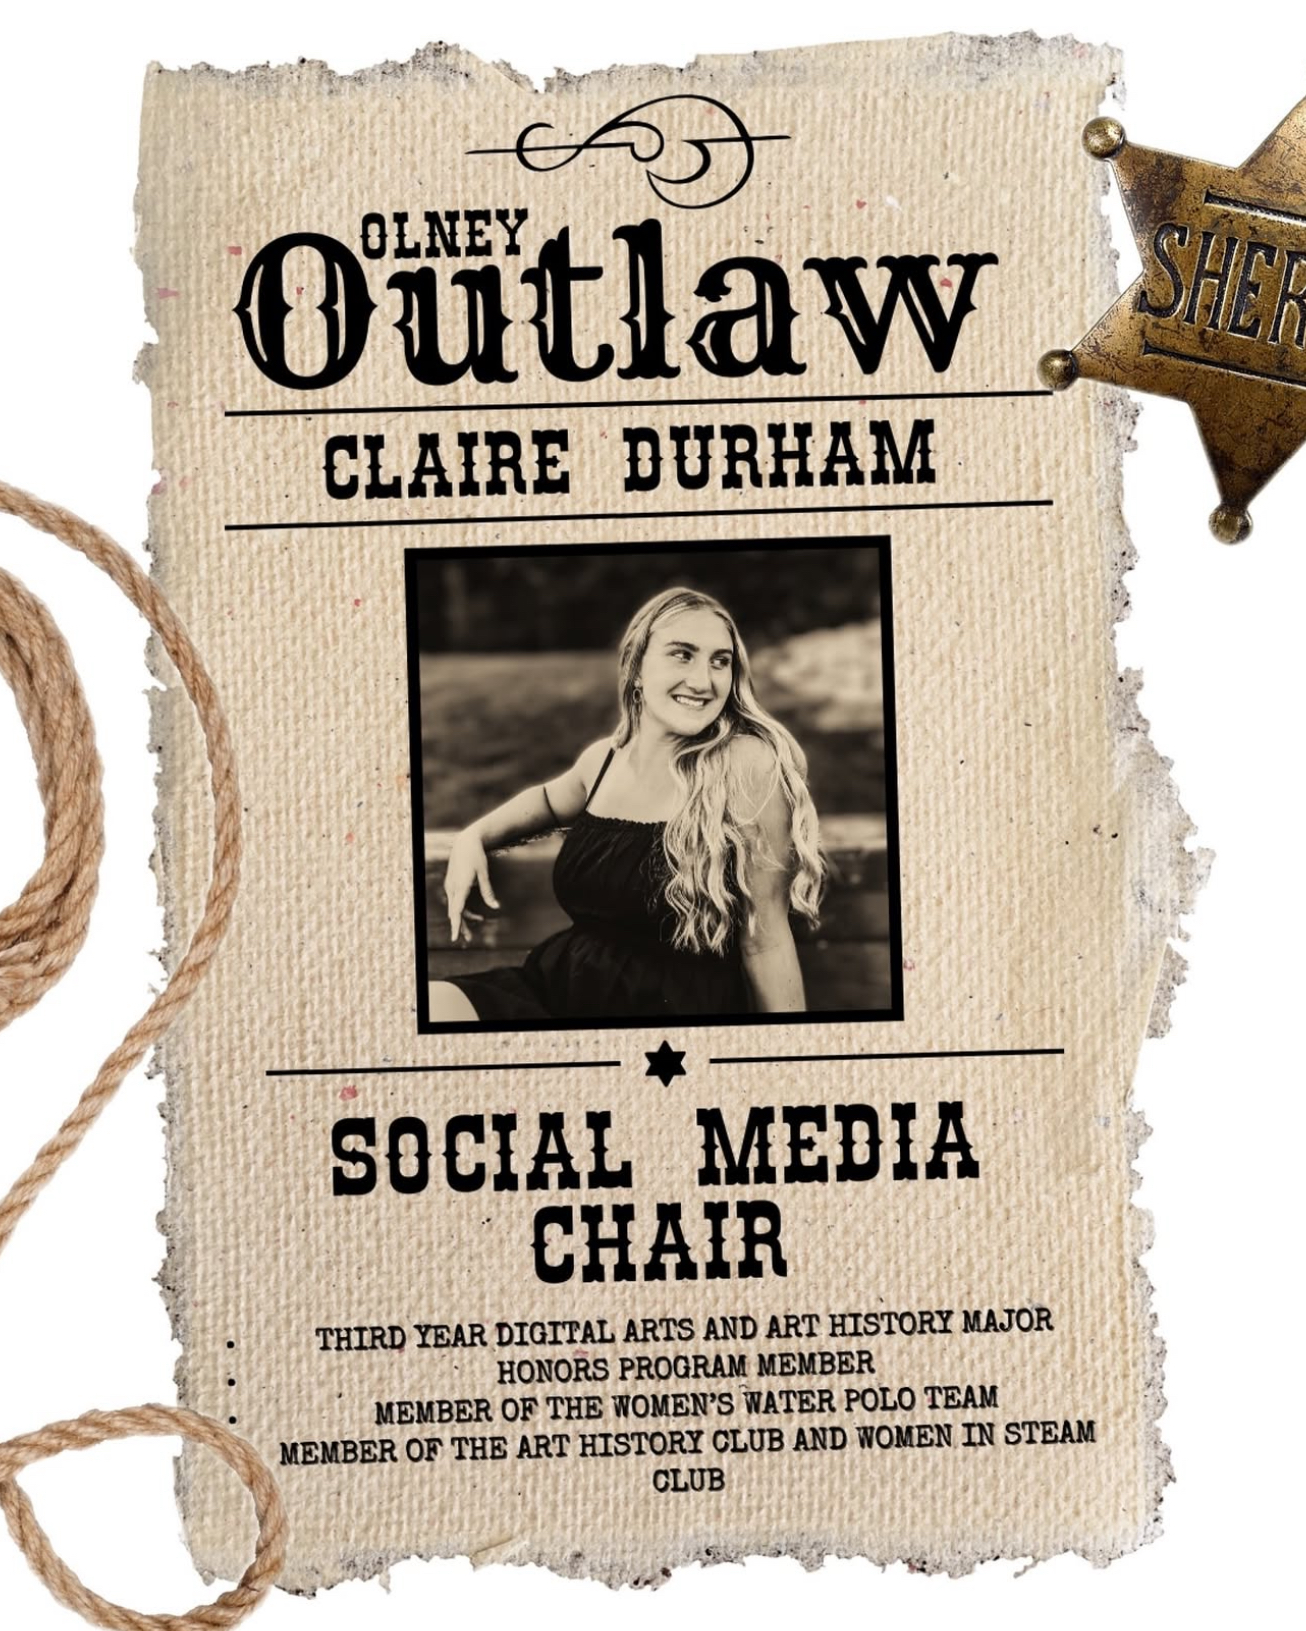 OLNEY
Outlaw
CLAIRE DURHAM
SOCIAL MEDIA
CHAIR
• THIRD YEAR DIGITAL ARTS AND ART HISTORY MAJOR
• HONORS PROGRAM MEMBER
• MEMBER OF THE WOMEN'S WATER POLO TEAM
MEMBER OF THE ART HISTORY CLUB AND WOMEN IN STEAM
CLUB